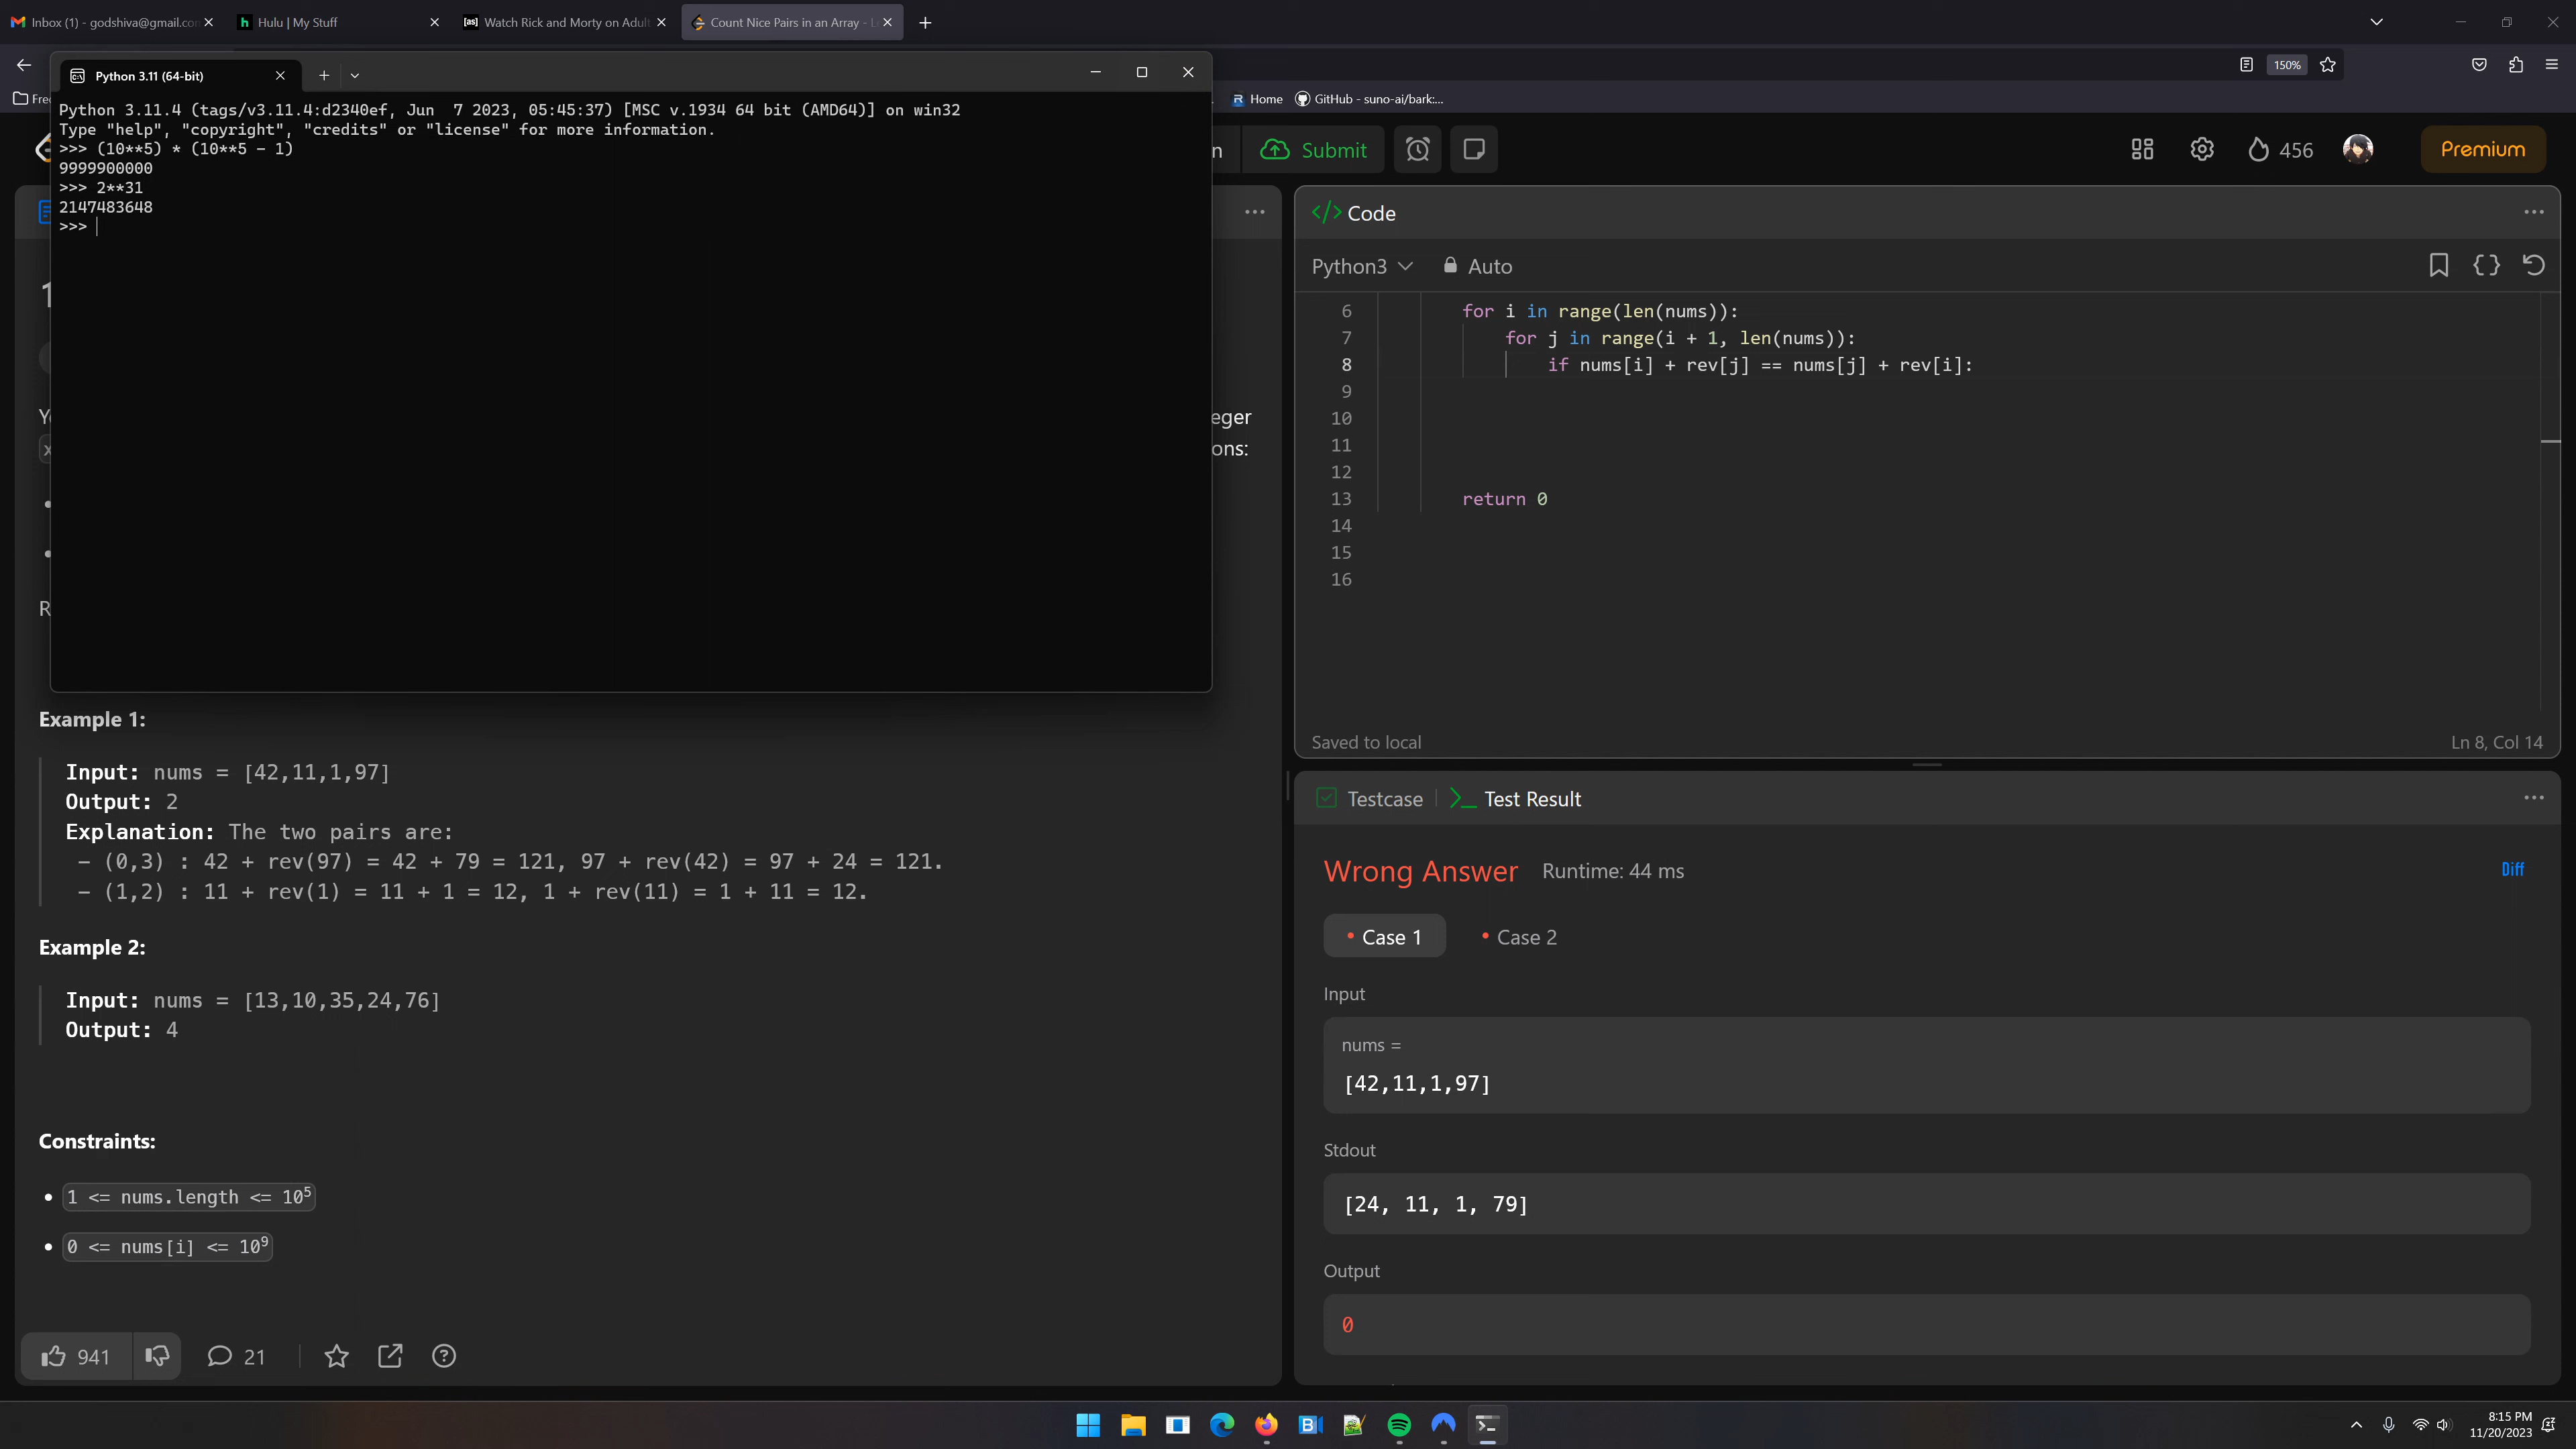 Inbox (1) - godshiva@gmail.co
Hulu | My Stuff
Watch Rick and Morty on Adul
Count Nice Pairs in an Array - L
150%
Python 3.11 (64-bit)
Home
GitHub - suno-ai/bark:...
Python 3.11.4 (tags/v3.11.4:d2340ef, Jun  7 2023, 05:45:37) [MSC v.1934 64 bit (AMD64)] on win32
Type "help", "copyright", "credits" or "license" for more information.
>>> (10**5) * (10**5 - 1)
9999900000
>>> 2**31
2147483648
>>>
Submit
456
Premium
eger
ons:
Example 1:
Input: nums = [42,11,1,97]
Output: 2
Explanation: The two pairs are:
- (0,3) : 42 + rev(97) = 42 + 79 = 121, 97 + rev(42) = 97 + 24 = 121.
- (1,2) : 11 + rev(1) = 11 + 1 = 12, 1 + rev(11) = 1 + 11 = 12.
Example 2:
Input: nums = [13,10,35,24,76]
Output: 4
Constraints:
• 1 <= nums.length <= 10⁵
• 0 <= nums[i] <= 10⁹
941
21
</> Code
Python3
Auto
6 for i in range(len(nums)):
7 for j in range(i + 1, len(nums)):
8 if nums[i] + rev[j] == nums[j] + rev[i]:
9
10
11
12
13 return 0
14
15
16
Saved to local
Ln 8, Col 14
Testcase
Test Result
Wrong Answer
Runtime: 44 ms
Diff
• Case 1
• Case 2
Input
nums =
[42,11,1,97]
Stdout
[24, 11, 1, 79]
Output
0
8:15 PM
11/20/2023